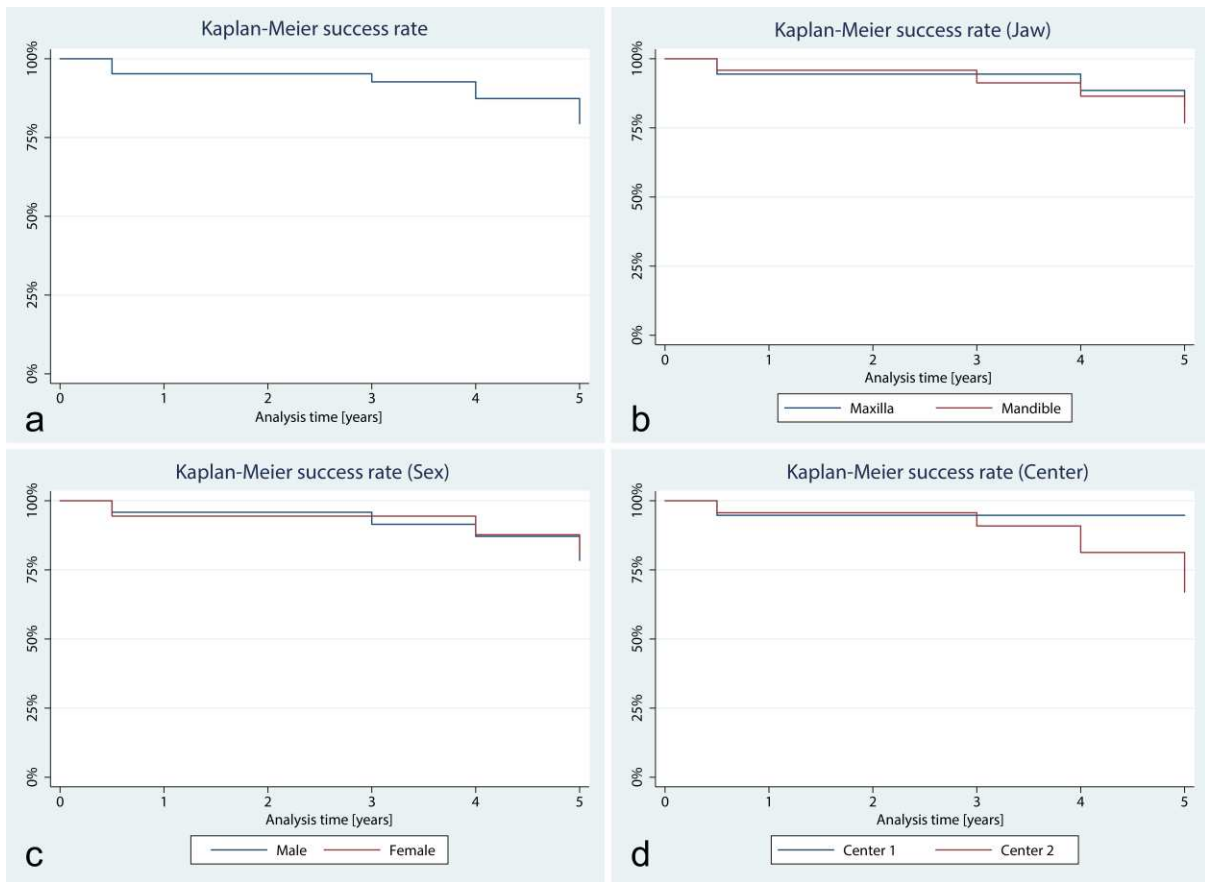 Kaplan-Meier success rate
100%
75%
50%
25%
0%
0 1 2 3 4 5
Analysis time [years]
a
Kaplan-Meier success rate (Jaw)
100%
75%
50%
25%
0%
0 1 2 3 4 5
Analysis time [years]
Maxilla Mandible
b
Kaplan-Meier success rate (Sex)
100%
75%
50%
25%
0%
0 1 2 3 4 5
Analysis time [years]
Male Female
c
Kaplan-Meier success rate (Center)
100%
75%
50%
25%
0%
0 1 2 3 4 5
Analysis time [years]
Center 1 Center 2
d